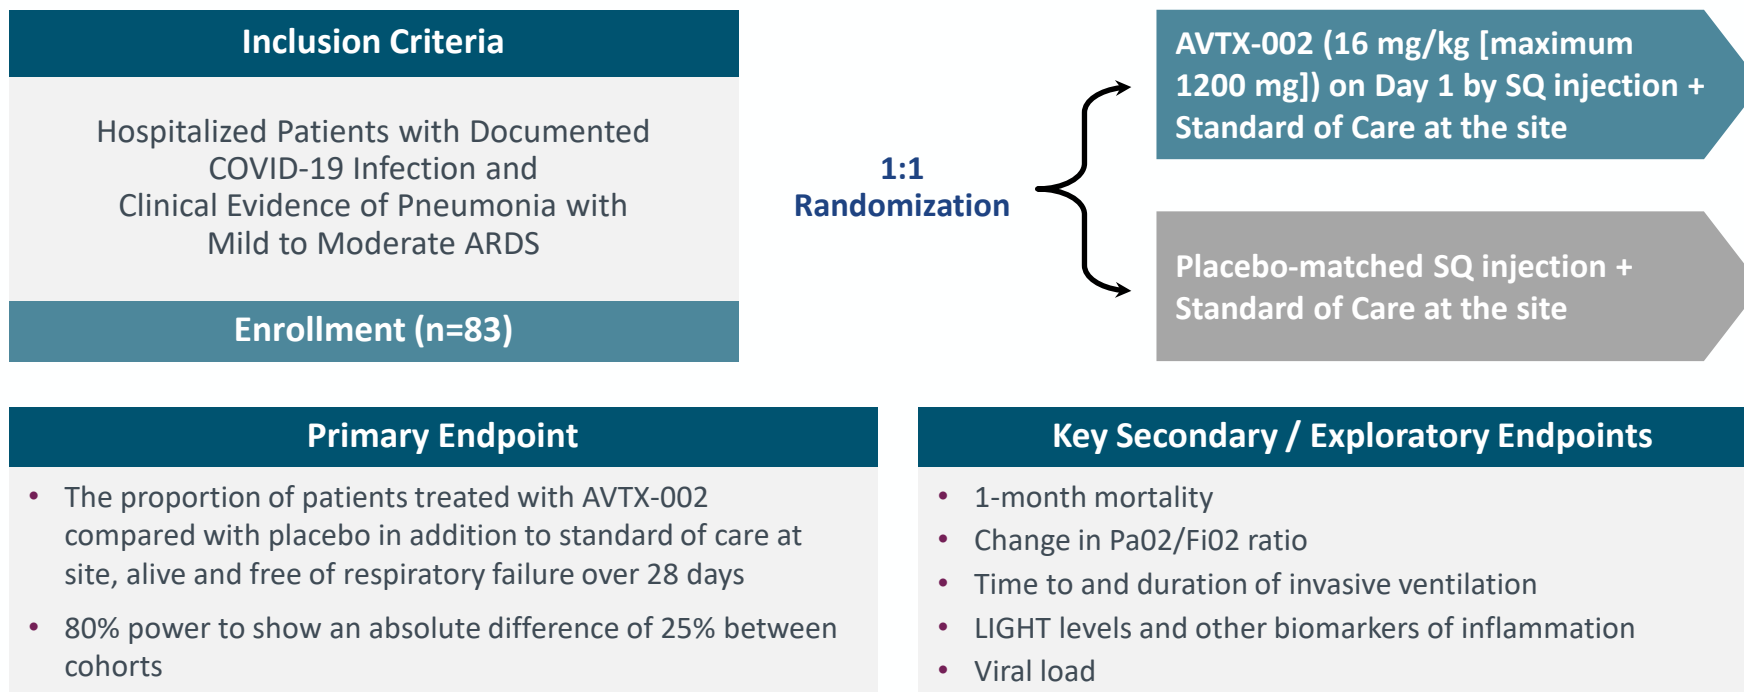 Inclusion Criteria
Hospitalized Patients with Documented
COVID-19 Infection and
Clinical Evidence of Pneumonia with
Mild to Moderate ARDS
Enrollment (n=83)
1:1
Randomization
AVTX-002 (16 mg/kg [maximum
1200 mg]) on Day 1 by SQ injection +
Standard of Care at the site
Placebo-matched SQ injection +
Standard of Care at the site
Primary Endpoint
• The proportion of patients treated with AVTX-002
compared with placebo in addition to standard of care at
site, alive and free of respiratory failure over 28 days
• 80% power to show an absolute difference of 25% between
cohorts
Key Secondary / Exploratory Endpoints
• 1-month mortality
• Change in Pa02/Fi02 ratio
• Time to and duration of invasive ventilation
• LIGHT levels and other biomarkers of inflammation
• Viral load